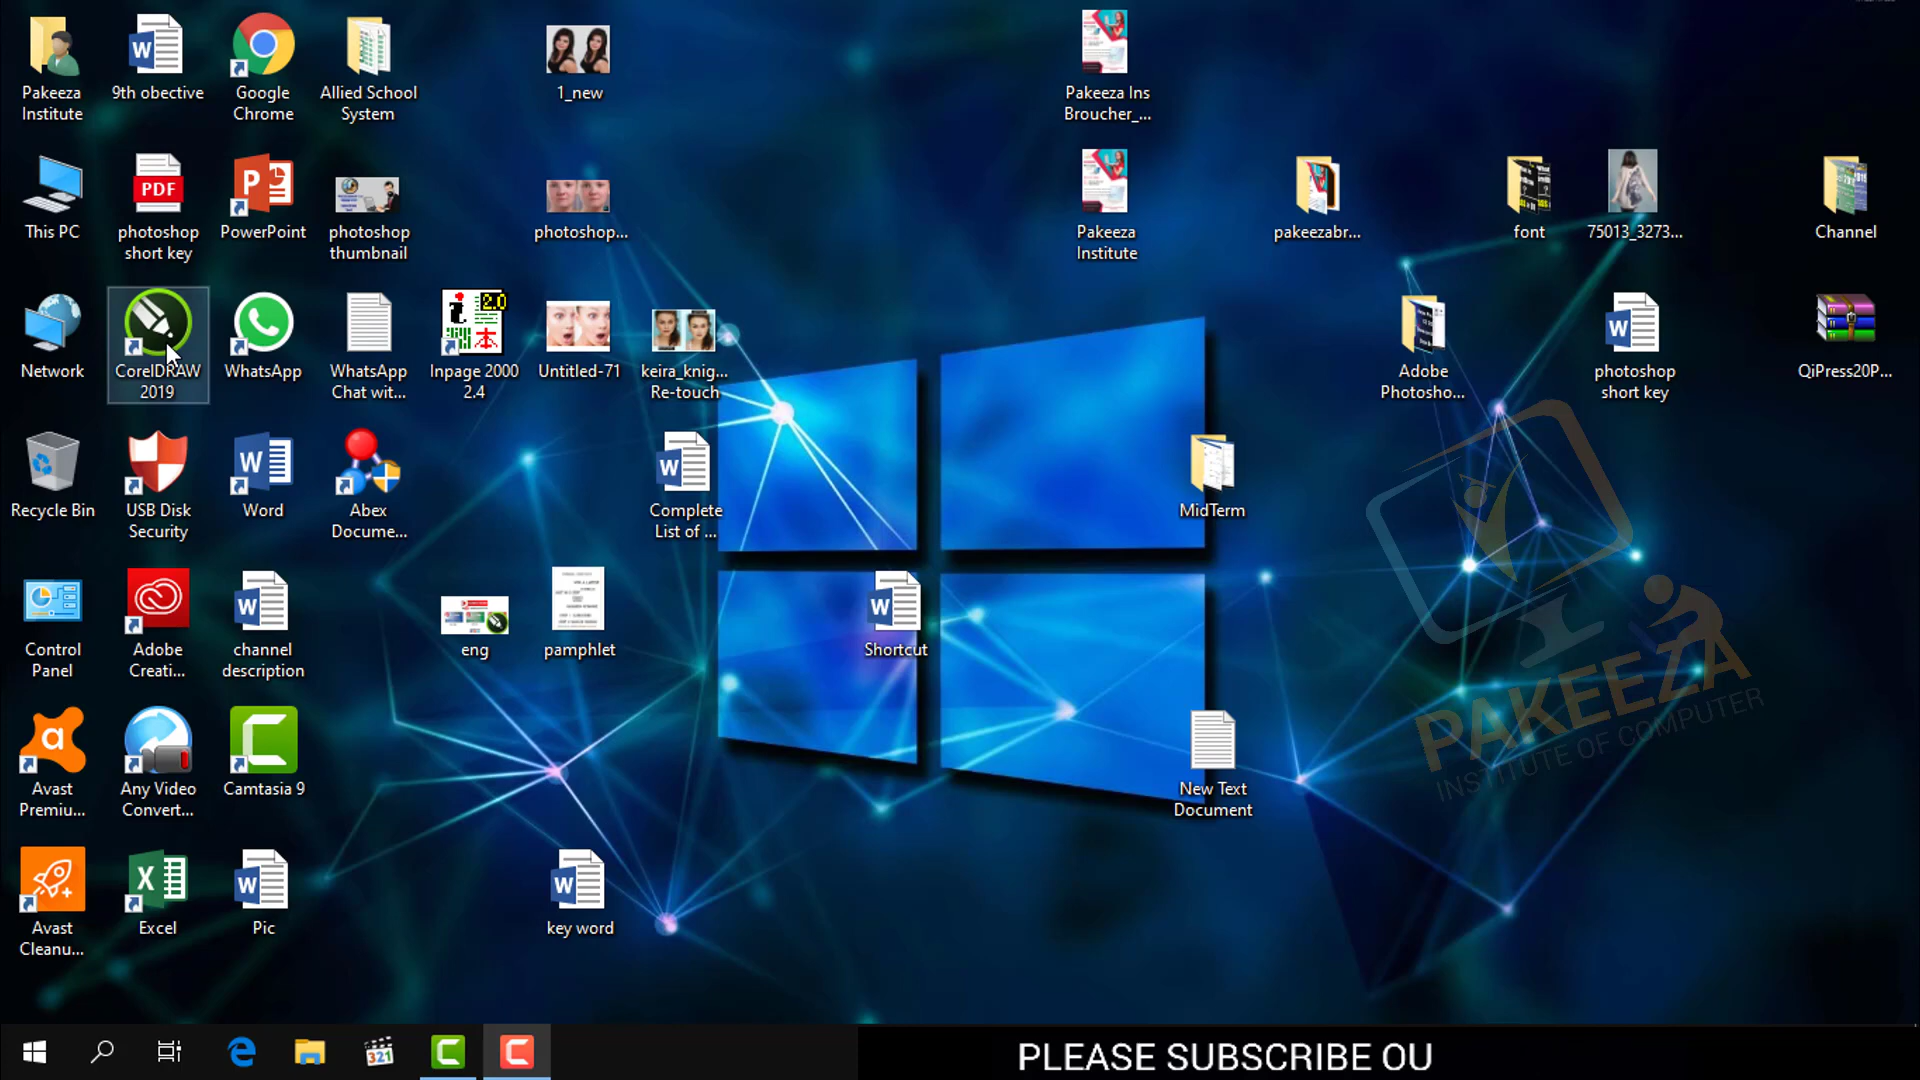 Pakeeza
Institute
9th obective
Google
Chrome
Allied School
System
1_new
Pakeeza Ins
Broucher_...
This PC
PDF
photoshop
short key
PowerPoint
photoshop
thumbnail
photoshop...
Pakeeza
Institute
pakeezabr...
font
75013_3273...
Channel
Network
CorelDRAW
2019
WhatsApp
WhatsApp
Chat wit...
2.0
Inpage 2000
2.4
Untitled-71
keira_knig...
Re-touch
Adobe
Photosho...
photoshop
short key
QiPress20P...
Recycle Bin
USB Disk
Security
Word
Abex
Docume...
Complete
List of ...
MidTerm
Control
Panel
Adobe
Creati...
channel
description
eng
pamphlet
Shortcut
PAKEEZA
INSTITUTE OF COMPUTER
Avast
Premiu...
Any Video
Convert...
Camtasia 9
New Text
Document
Avast
Cleanu...
Excel
Pic
key word
321
PLEASE SUBSCRIBE OU